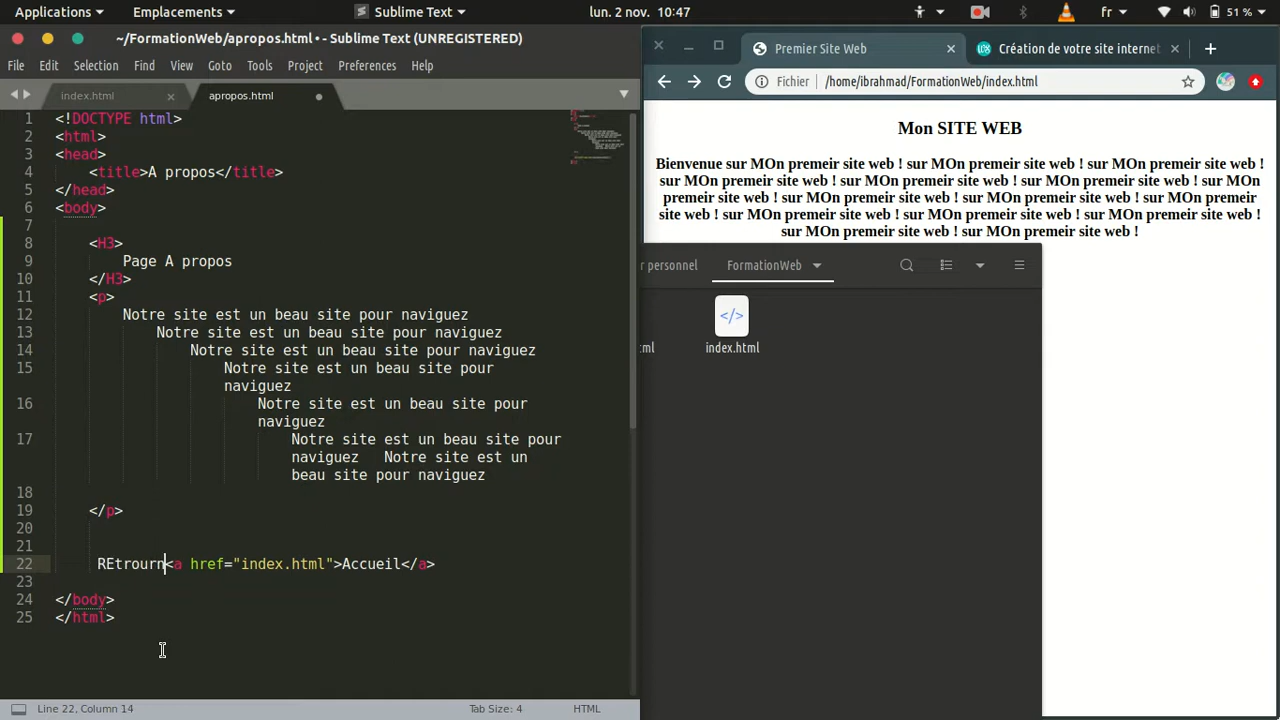 Applications Emplacements Sublime Text lun. 2 nov. 10:47 fr 51 %
~/FormationWeb/apropos.html • - Sublime Text (UNREGISTERED)
File Edit Selection Find View Goto Tools Project Preferences Help
index.html apropos.html
1 <!DOCTYPE html>
2 <html>
3 <head>
4 <title>A propos</title>
5 </head>
6 <body>
7
8 <H3>
9 Page A propos
10 </H3>
11 <p>
12 Notre site est un beau site pour naviguez
13 Notre site est un beau site pour naviguez
14 Notre site est un beau site pour naviguez
15 Notre site est un beau site pour
naviguez
16 Notre site est un beau site pour
naviguez
17 Notre site est un beau site pour
naviguez Notre site est un
beau site pour naviguez
18
19 </p>
20
21
22 REtrourn<a href="index.html">Accueil</a>
23
24 </body>
25 </html>
Line 22, Column 14 Tab Size: 4 HTML
Premier Site Web Création de votre site internet
Fichier /home/ibrahmad/FormationWeb/index.html
Mon SITE WEB
Bienvenue sur MOn premeir site web ! sur MOn premeir site web ! sur MOn premeir site web !
sur MOn premeir site web ! sur MOn premeir site web ! sur MOn premeir site web ! sur MOn
premeir site web ! sur MOn premeir site web ! sur MOn premeir site web ! sur MOn premeir
site web ! sur MOn premeir site web ! sur MOn premeir site web ! sur MOn premeir site web !
sur MOn premeir site web ! sur MOn premeir site web !
r personnel FormationWeb
ml index.html